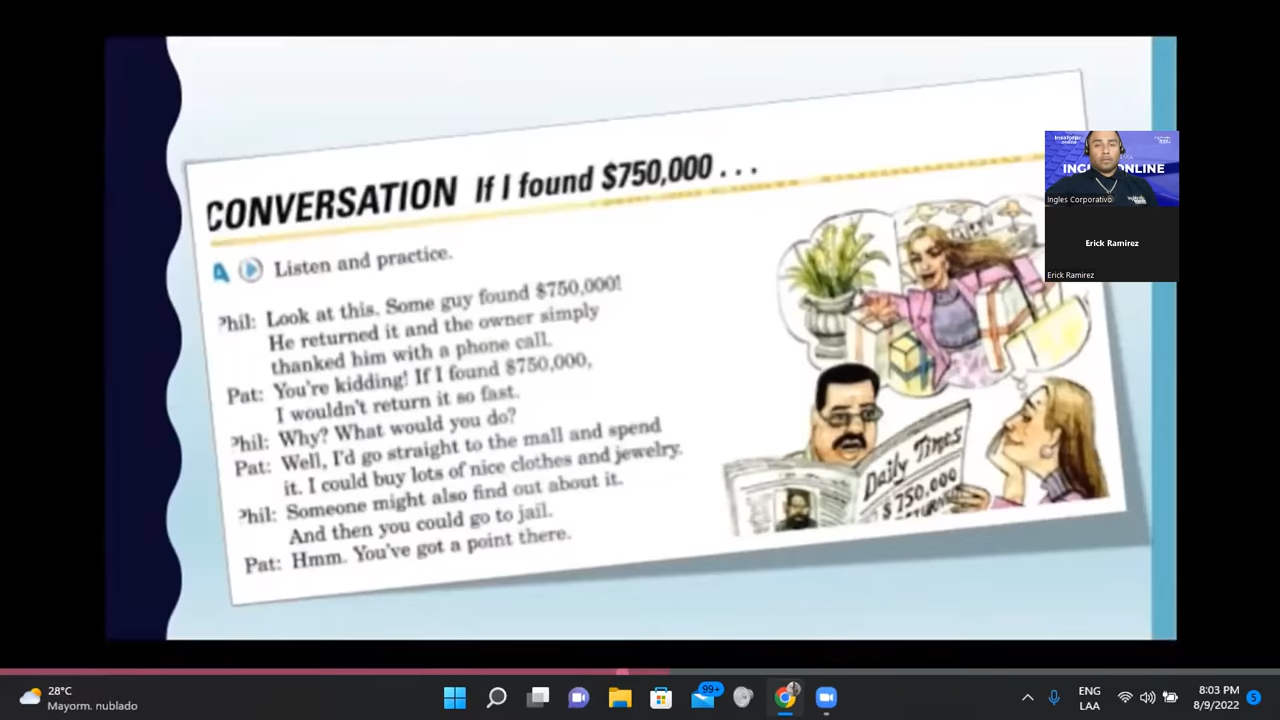 CONVERSATION If I found $750,000 . . .
A Listen and practice.
Phil: Look at this. Some guy found $750,000!
He returned it and the owner simply
thanked him with a phone call.
Pat: You're kidding! If I found $750,000,
I wouldn't return it so fast.
Phil: Why? What would you do?
Pat: Well, I'd go straight to the mall and spend
it. I could buy lots of nice clothes and jewelry.
Phil: Someone might also find out about it.
And then you could go to jail.
Pat: Hmm. You've got a point there.
Daily Times
$750,000
INGL ONLINE
Ingles Corporativo
Erick Ramirez
Erick Ramirez
28°C
Mayorm. nublado
99+
ENG
LAA
8:03 PM
8/9/2022
5